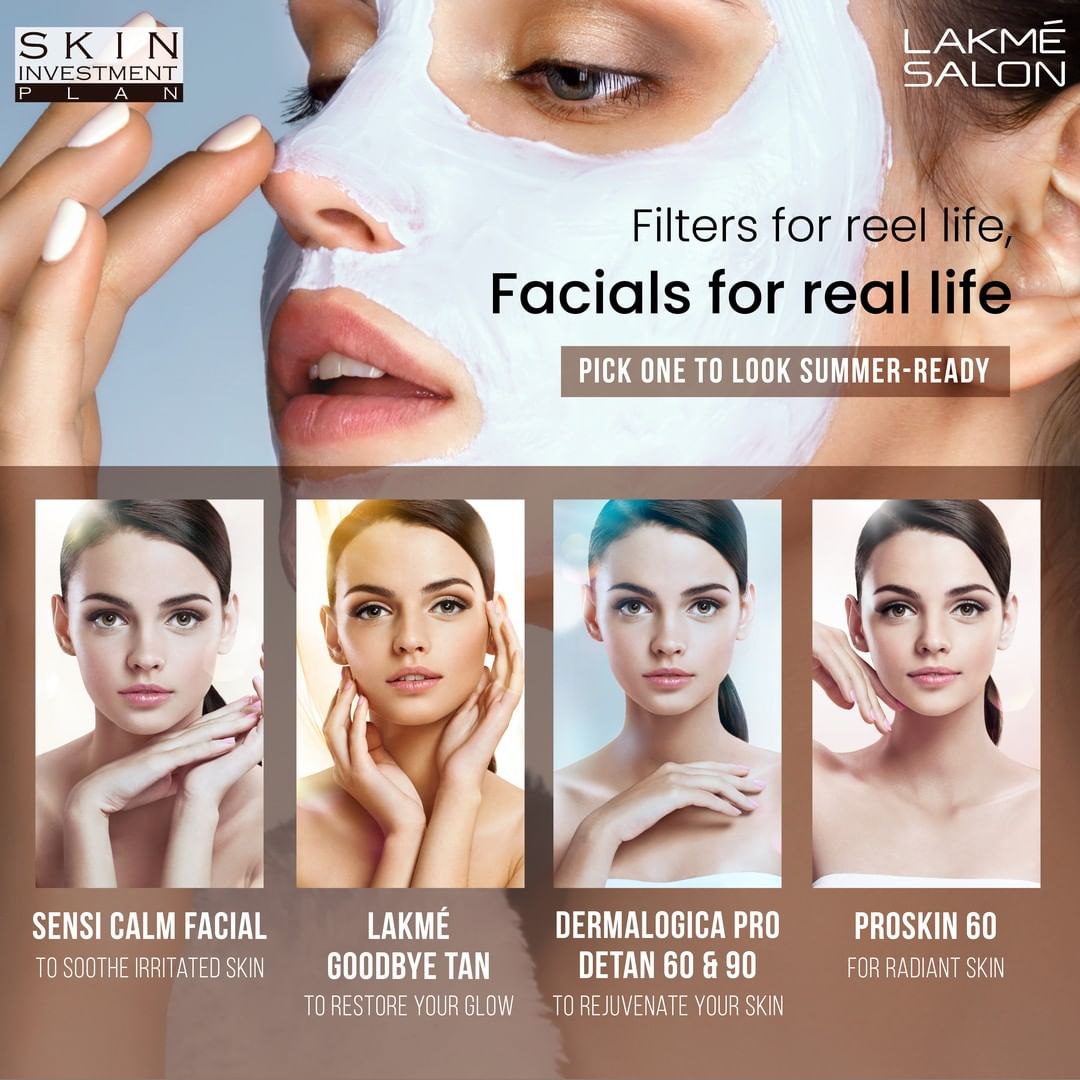 SKIN
INVESTMENT
PLAN
LAKMÉ
SALON
Filters for reel life,
Facials for real life
PICK ONE TO LOOK SUMMER-READY
SENSI CALM FACIAL
TO SOOTHE IRRITATED SKIN
LAKMÉ
GOODBYE TAN
TO RESTORE YOUR GLOW
DERMALOGICA PRO
DETAN 60 & 90
TO REJUVENATE YOUR SKIN
PROSKIN 60
FOR RADIANT SKIN